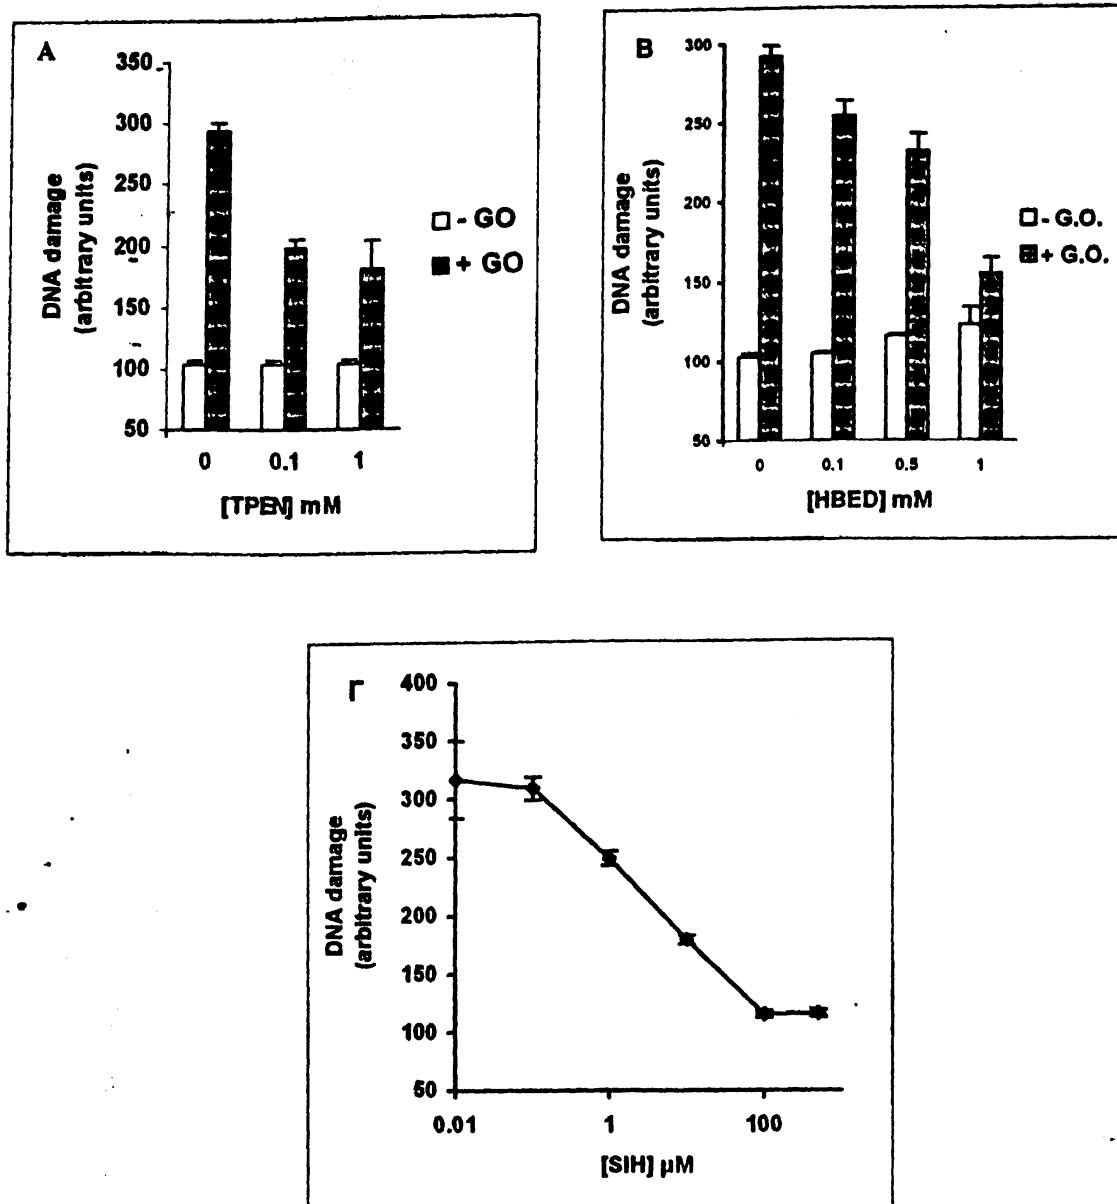 A
350
300
250
200
150
100
50
DNA damage
(arbitrary units)
0 0.1 1
[TPEN] mM
- GO
+ GO
B
300
250
200
150
100
50
DNA damage
(arbitrary units)
0 0.1 0.5 1
[HBED] mM
- G.O.
+ G.O.
Γ
400
350
300
250
200
150
100
50
DNA damage
(arbitrary units)
0.01 1 100
[SIH] μM